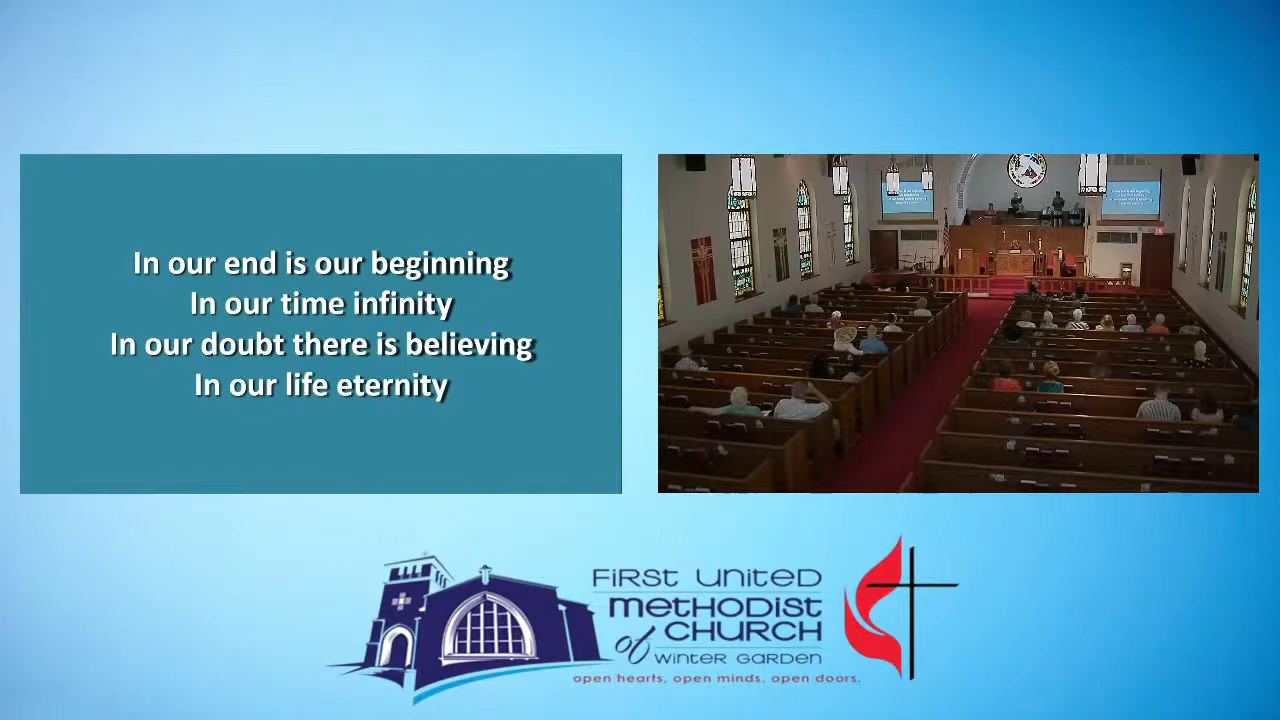 In our end is our beginning
In our time infinity
In our doubt there is believing
In our life eternity
FiRST UNiTED
METHODiST
of CHURCH
WiNTER GARDEN
open hearts. open minds. open doors.